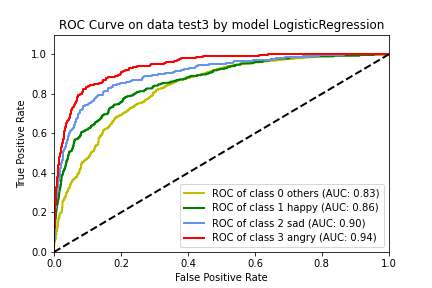 ROC Curve on data test3 by model LogisticRegression
True Positive Rate
1.0
0.8
0.6
0.4
0.2
0.0
ROC of class 0 others (AUC: 0.83)
ROC of class 1 happy (AUC: 0.86)
ROC of class 2 sad (AUC: 0.90)
ROC of class 3 angry (AUC: 0.94)
0.0 0.2 0.4 0.6 0.8 1.0
False Positive Rate